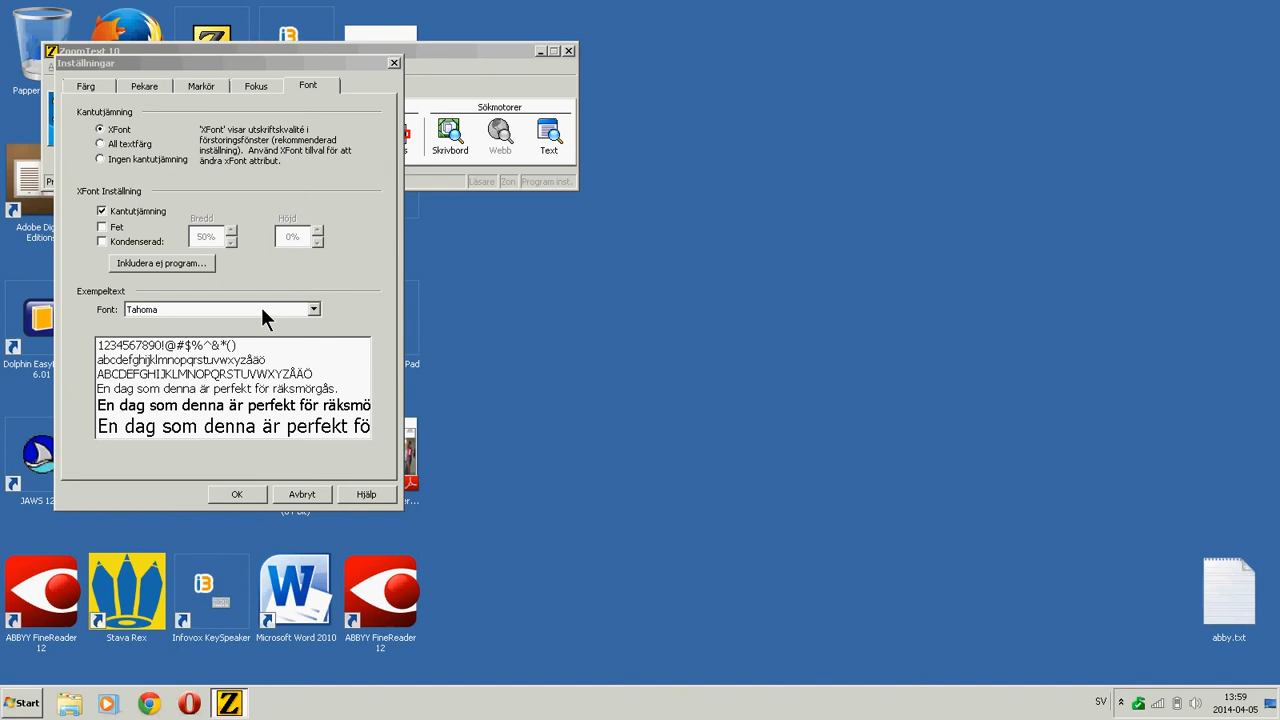 Papper
ZoomText 10
Inställningar
Färg
Pekare
Markör
Fokus
Font
Kantutjämning
XFont
All textfärg
Ingen kantutjämning
'XFont' visar utskriftskvalité i
förstoringsfönster (rekommenderad
inställning). Använd XFont tillval för att
ändra xFont attribut.
XFont Inställning
Kantutjämning
Fet
Kondenserad:
Bredd
50%
Höjd
0%
Inkludera ej program...
Exempeltext
Font:
Tahoma
1234567890!@#$%^&*()
abcdefghijklmnopqrstuvwxyzåäö
ABCDEFGHIJKLMNOPQRSTUVWXYZÅÄÖ
En dag som denna är perfekt för räksmörgås.
En dag som denna är perfekt för räksmö
En dag som denna är perfekt fö
OK
Avbryt
Hjälp
Sökmotorer
Skrivbord
Webb
Text
Läsare
Zon
Program inst.
Adobe Dig
Editions
Dolphin Easy
6.01
Pad
JAWS 12
ABBYY FineReader
12
Stava Rex
Infovox KeySpeaker
Microsoft Word 2010
ABBYY FineReader
12
abby.txt
Start
SV
13:59
2014-04-05